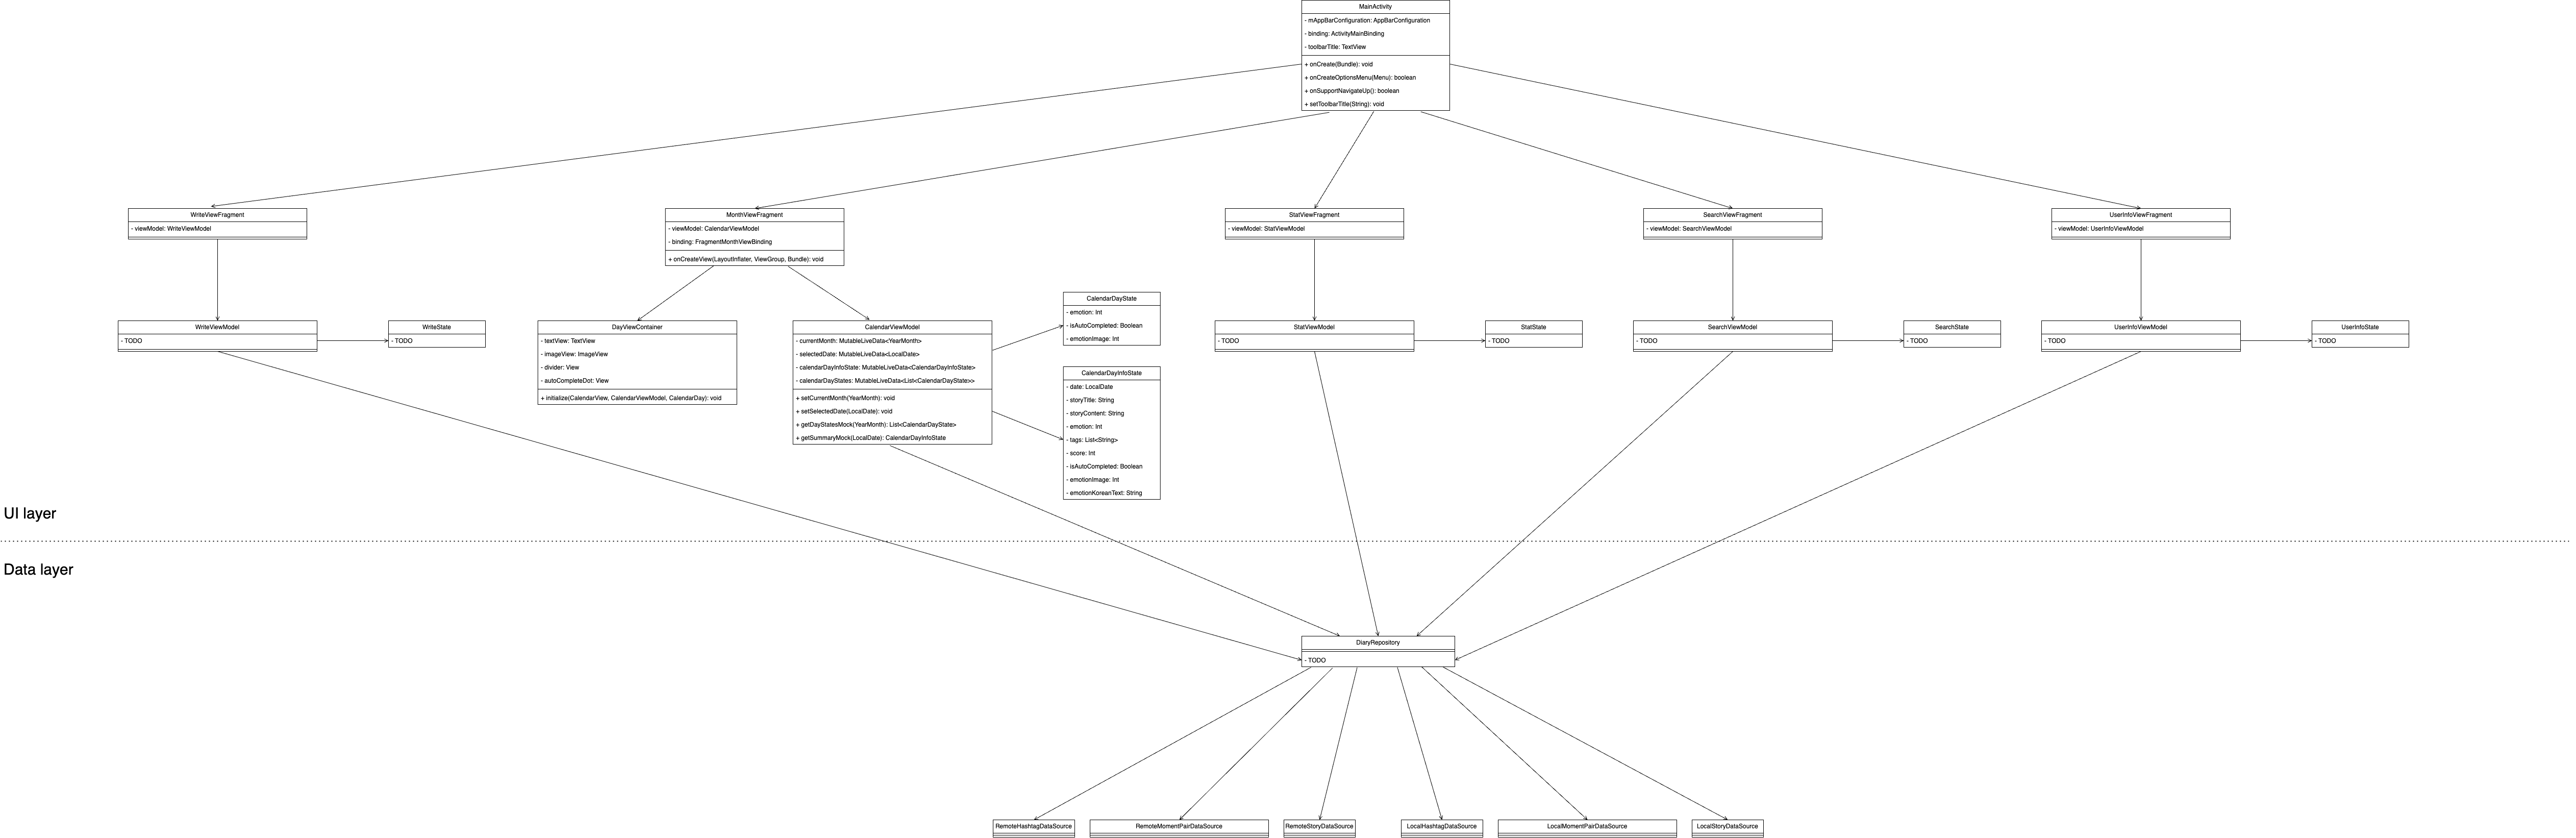 MainActivity
- mAppBarConfiguration: AppBarConfiguration
- binding: ActivityMainBinding
- toolbarTitle: TextView
+ onCreate(Bundle): void
+ onCreateOptionsMenu(Menu): boolean
+ onSupportNavigateUp(): boolean
+ setToolbarTitle(String): void
WriteViewFragment
- viewModel: WriteViewModel
MonthViewFragment
- viewModel: CalendarViewModel
- binding: FragmentMonthViewBinding
+ onCreateView(LayoutInflater, ViewGroup, Bundle): void
StatViewFragment
- viewModel: StatViewModel
SearchViewFragment
- viewModel: SearchViewModel
UserInfoViewFragment
- viewModel: UserInfoViewModel
WriteViewModel
- TODO
WriteState
- TODO
DayViewContainer
- textView: TextView
- imageView: ImageView
- divider: View
- autoCompleteDot: View
+ initialize(CalendarView, CalendarViewModel, CalendarDay): void
CalendarViewModel
- currentMonth: MutableLiveData<YearMonth>
- selectedDate: MutableLiveData<LocalDate>
- calendarDayInfoState: MutableLiveData<CalendarDayInfoState>
- calendarDayStates: MutableLiveData<List<CalendarDayState>>
+ setCurrentMonth(YearMonth): void
+ setSelectedDate(LocalDate): void
+ getDayStatesMock(YearMonth): List<CalendarDayState>
+ getSummaryMock(LocalDate): CalendarDayInfoState
CalendarDayState
- emotion: Int
- isAutoCompleted: Boolean
- emotionImage: Int
CalendarDayInfoState
- date: LocalDate
- storyTitle: String
- storyContent: String
- emotion: Int
- tags: List<String>
- score: Int
- isAutoCompleted: Boolean
- emotionImage: Int
- emotionKoreanText: String
StatViewModel
- TODO
StatState
- TODO
SearchViewModel
- TODO
SearchState
- TODO
UserInfoViewModel
- TODO
UserInfoState
- TODO
UI layer
Data layer
DiaryRepository
- TODO
RemoteHashtagDataSource
RemoteMomentPairDataSource
RemoteStoryDataSource
LocalHashtagDataSource
LocalMomentPairDataSource
LocalStoryDataSource